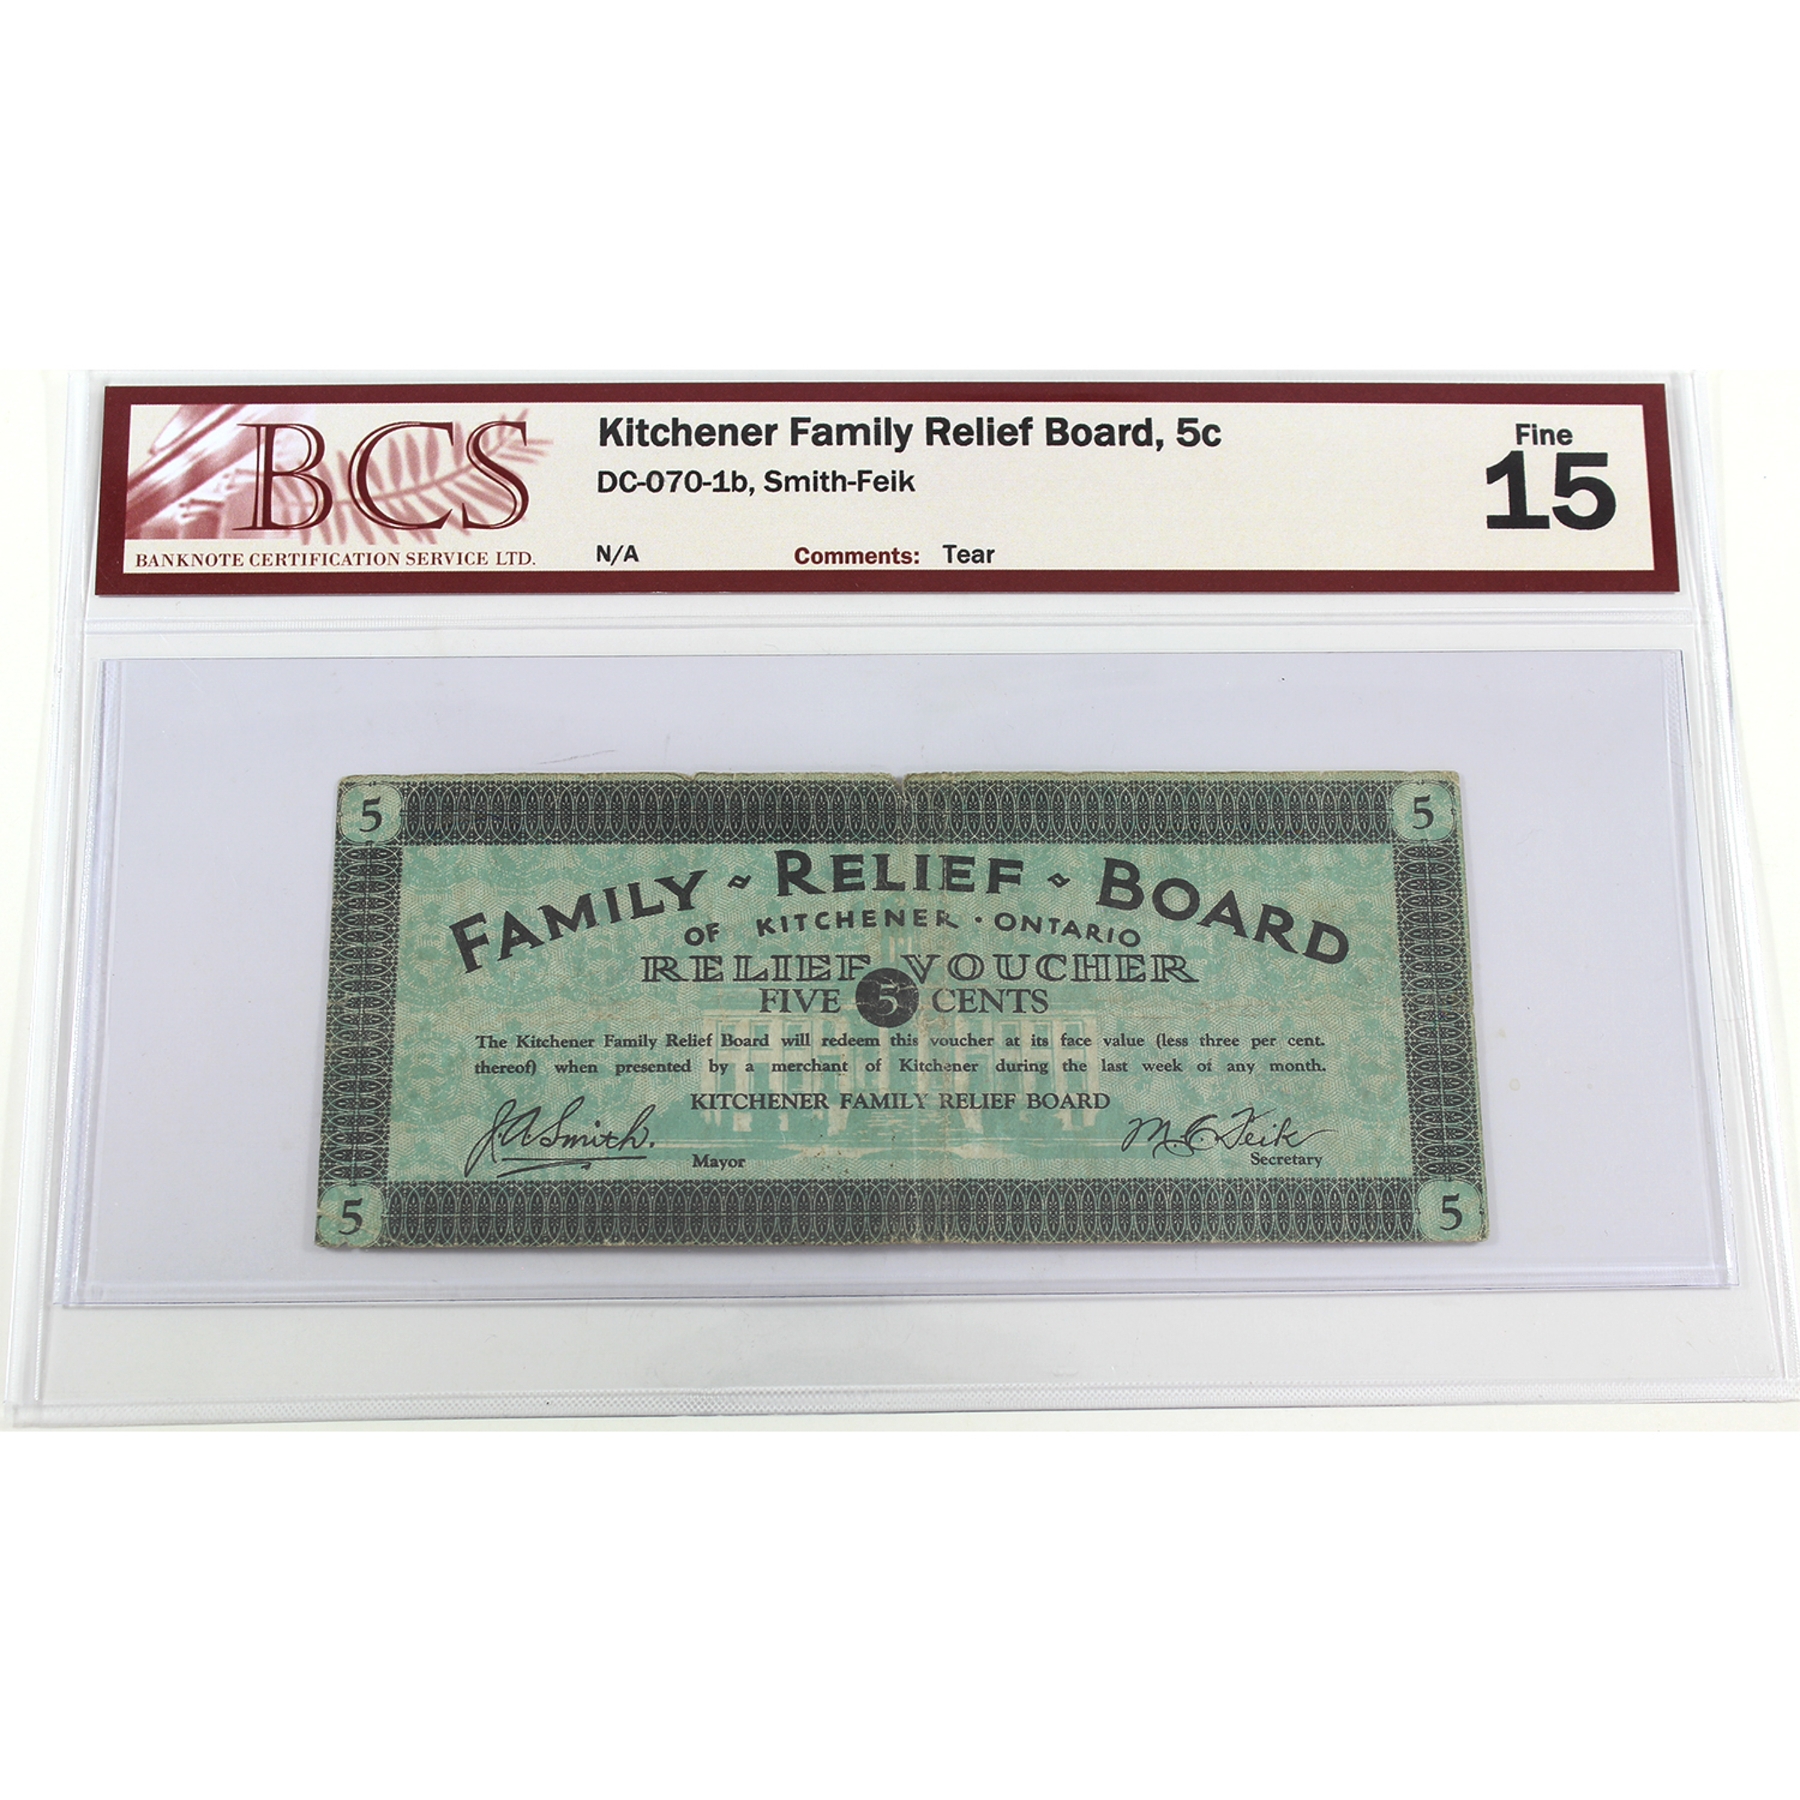 BCS
BANKNOTE CERTIFICATION SERVICE LTD.
Kitchener Family Relief Board, 5c
DC-070-1b, Smith-Feik
N/A Comments: Tear
Fine
15
5 5
FAMILY ~ RELIEF ~ BOARD
OF KITCHENER · ONTARIO
RELIEF VOUCHER
FIVE 5 CENTS
The Kitchener Family Relief Board will redeem this voucher at its face value (less three per cent.
thereof) when presented by a merchant of Kitchener during the last week of any month.
KITCHENER FAMILY RELIEF BOARD
J.A. Smith. M. C. Feik
Mayor Secretary
5 5